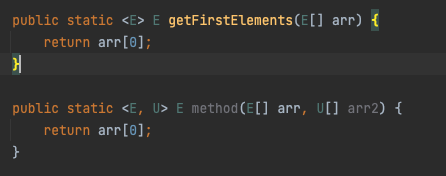 public static <E> E getFirstElements(E[] arr) {
    return arr[0];
}

public static <E, U> E method(E[] arr, U[] arr2) {
    return arr[0];
}